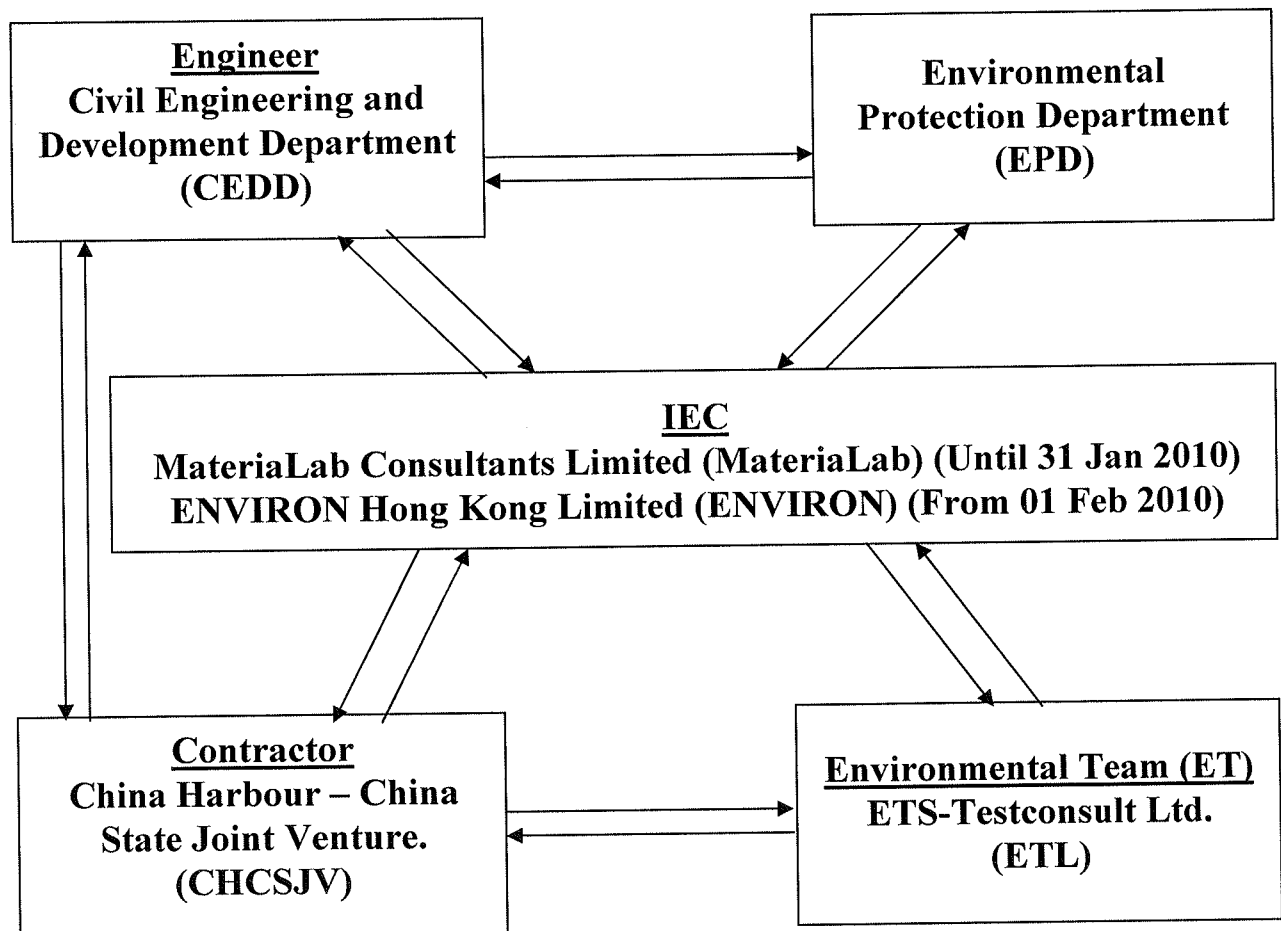 Engineer
Civil Engineering and
Development Department
(CEDD)
Environmental
Protection Department
(EPD)
IEC
MateriaLab Consultants Limited (MateriaLab) (Until 31 Jan 2010)
ENVIRON Hong Kong Limited (ENVIRON) (From 01 Feb 2010)
Contractor
China Harbour – China
State Joint Venture.
(CHCSJV)
Environmental Team (ET)
ETS-Testconsult Ltd.
(ETL)